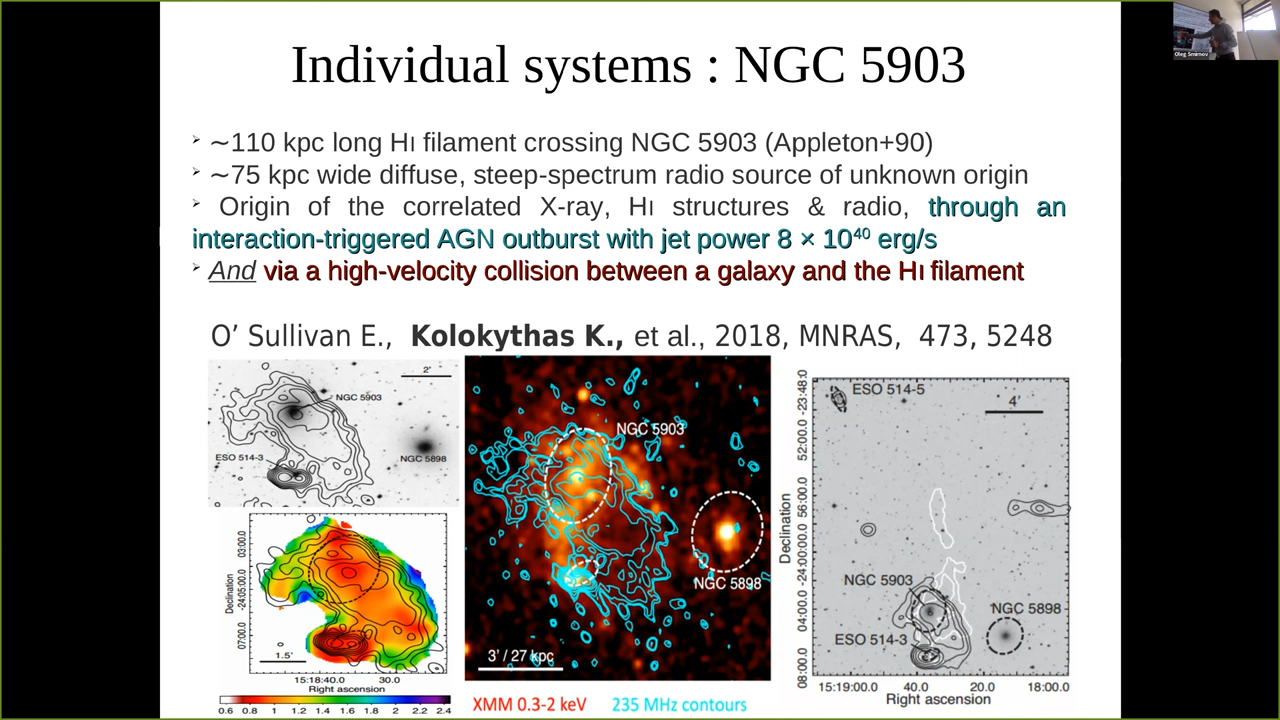 Individual systems : NGC 5903
Oleg Smirnov
➢ ~110 kpc long HI filament crossing NGC 5903 (Appleton+90)
➢ ~75 kpc wide diffuse, steep-spectrum radio source of unknown origin
➢ Origin of the correlated X-ray, HI structures & radio, through an
interaction-triggered AGN outburst with jet power 8 × 10⁴⁰ erg/s
➢ And via a high-velocity collision between a galaxy and the HI filament
O' Sullivan E., Kolokythas K., et al., 2018, MNRAS, 473, 5248
2'
NGC 5903
ESO 514-3
NGC 5898
Declination
03:00.0
-24:05:00.0
07:00.0
1.5'
15:18:40.0
30.0
Right ascension
0.6 0.8 1 1.2 1.4 1.6 1.8 2 2.2 2.4
NGC 5903
NGC 5898
3' / 27 kpc
XMM 0.3-2 keV
235 MHz contours
ESO 514-5
4'
NGC 5903
NGC 5898
ESO 514-3
Declination
-23:48:00.0
52:00.0
56:00.0
-24:00:00.0
04:00.0
08:00.0
15:19:00.0
40.0
20.0
18:00.0
Right ascension